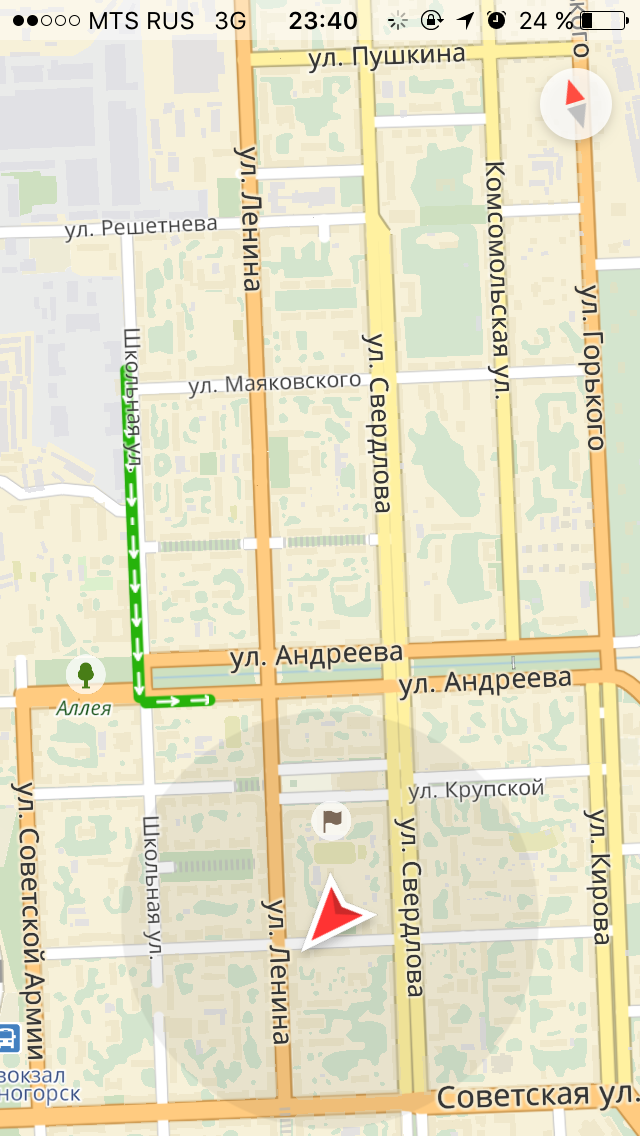 MTS RUS 3G 23:40 24 %
ул. Пушкина
ул. Ленина
Комсомольская ул.
ул. Решетнева
ул. Горького
Школьная ул.
ул. Свердлова
ул. Маяковского
ул. Андреева
ул. Андреева
Аллея
ул. Советской Армии
ул. Крупской
Школьная ул.
ул. Свердлова
ул. Кирова
ул. Ленина
вокзал
ногорск
Советская ул.